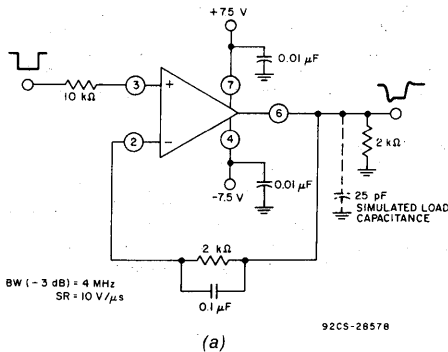 +7.5 V
0.01 μF
10 kΩ
3
+
7
6
2
−
4
2 kΩ
-7.5 V
0.01 μF
25 pF
SIMULATED LOAD
CAPACITANCE
2 kΩ
0.1 μF
BW (-3 dB) = 4 MHz
SR = 10 V/μs
92CS-28578
(a)